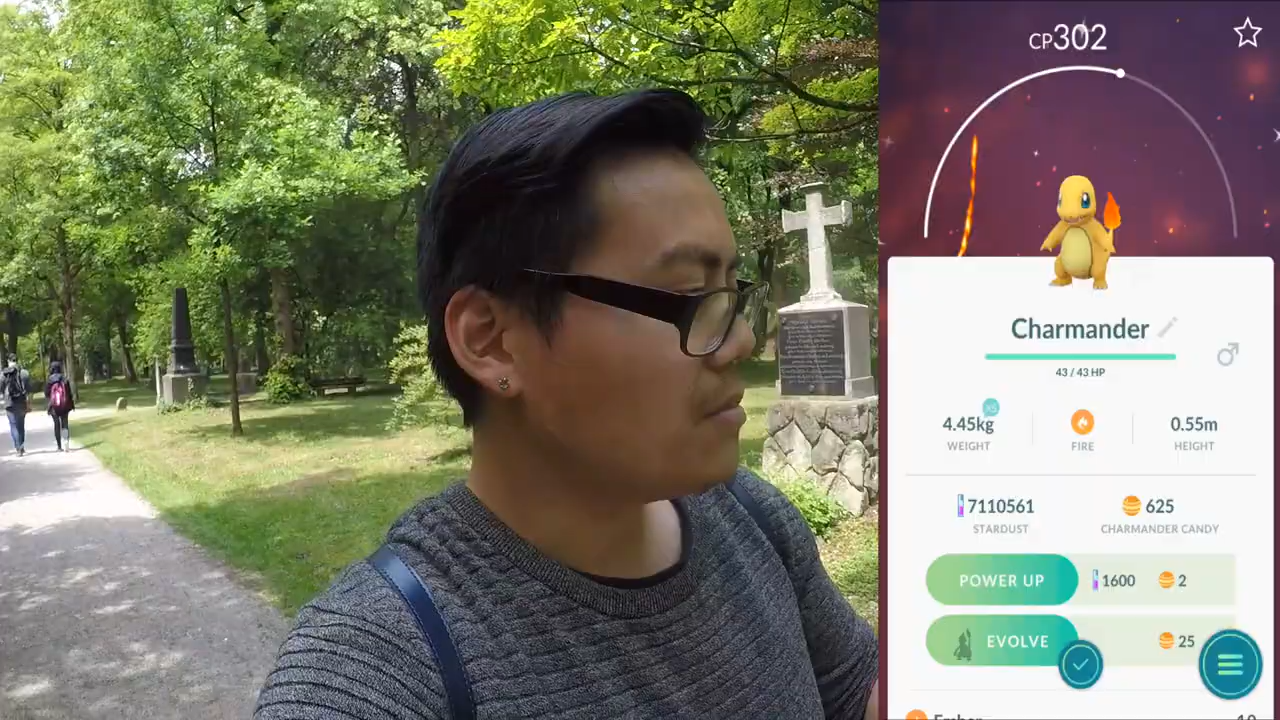 CP302
Charmander
43 / 43 HP
4.45kg XS
WEIGHT
FIRE
0.55m
HEIGHT
7110561
STARDUST
625
CHARMANDER CANDY
POWER UP 1600 2
EVOLVE 25
Ember